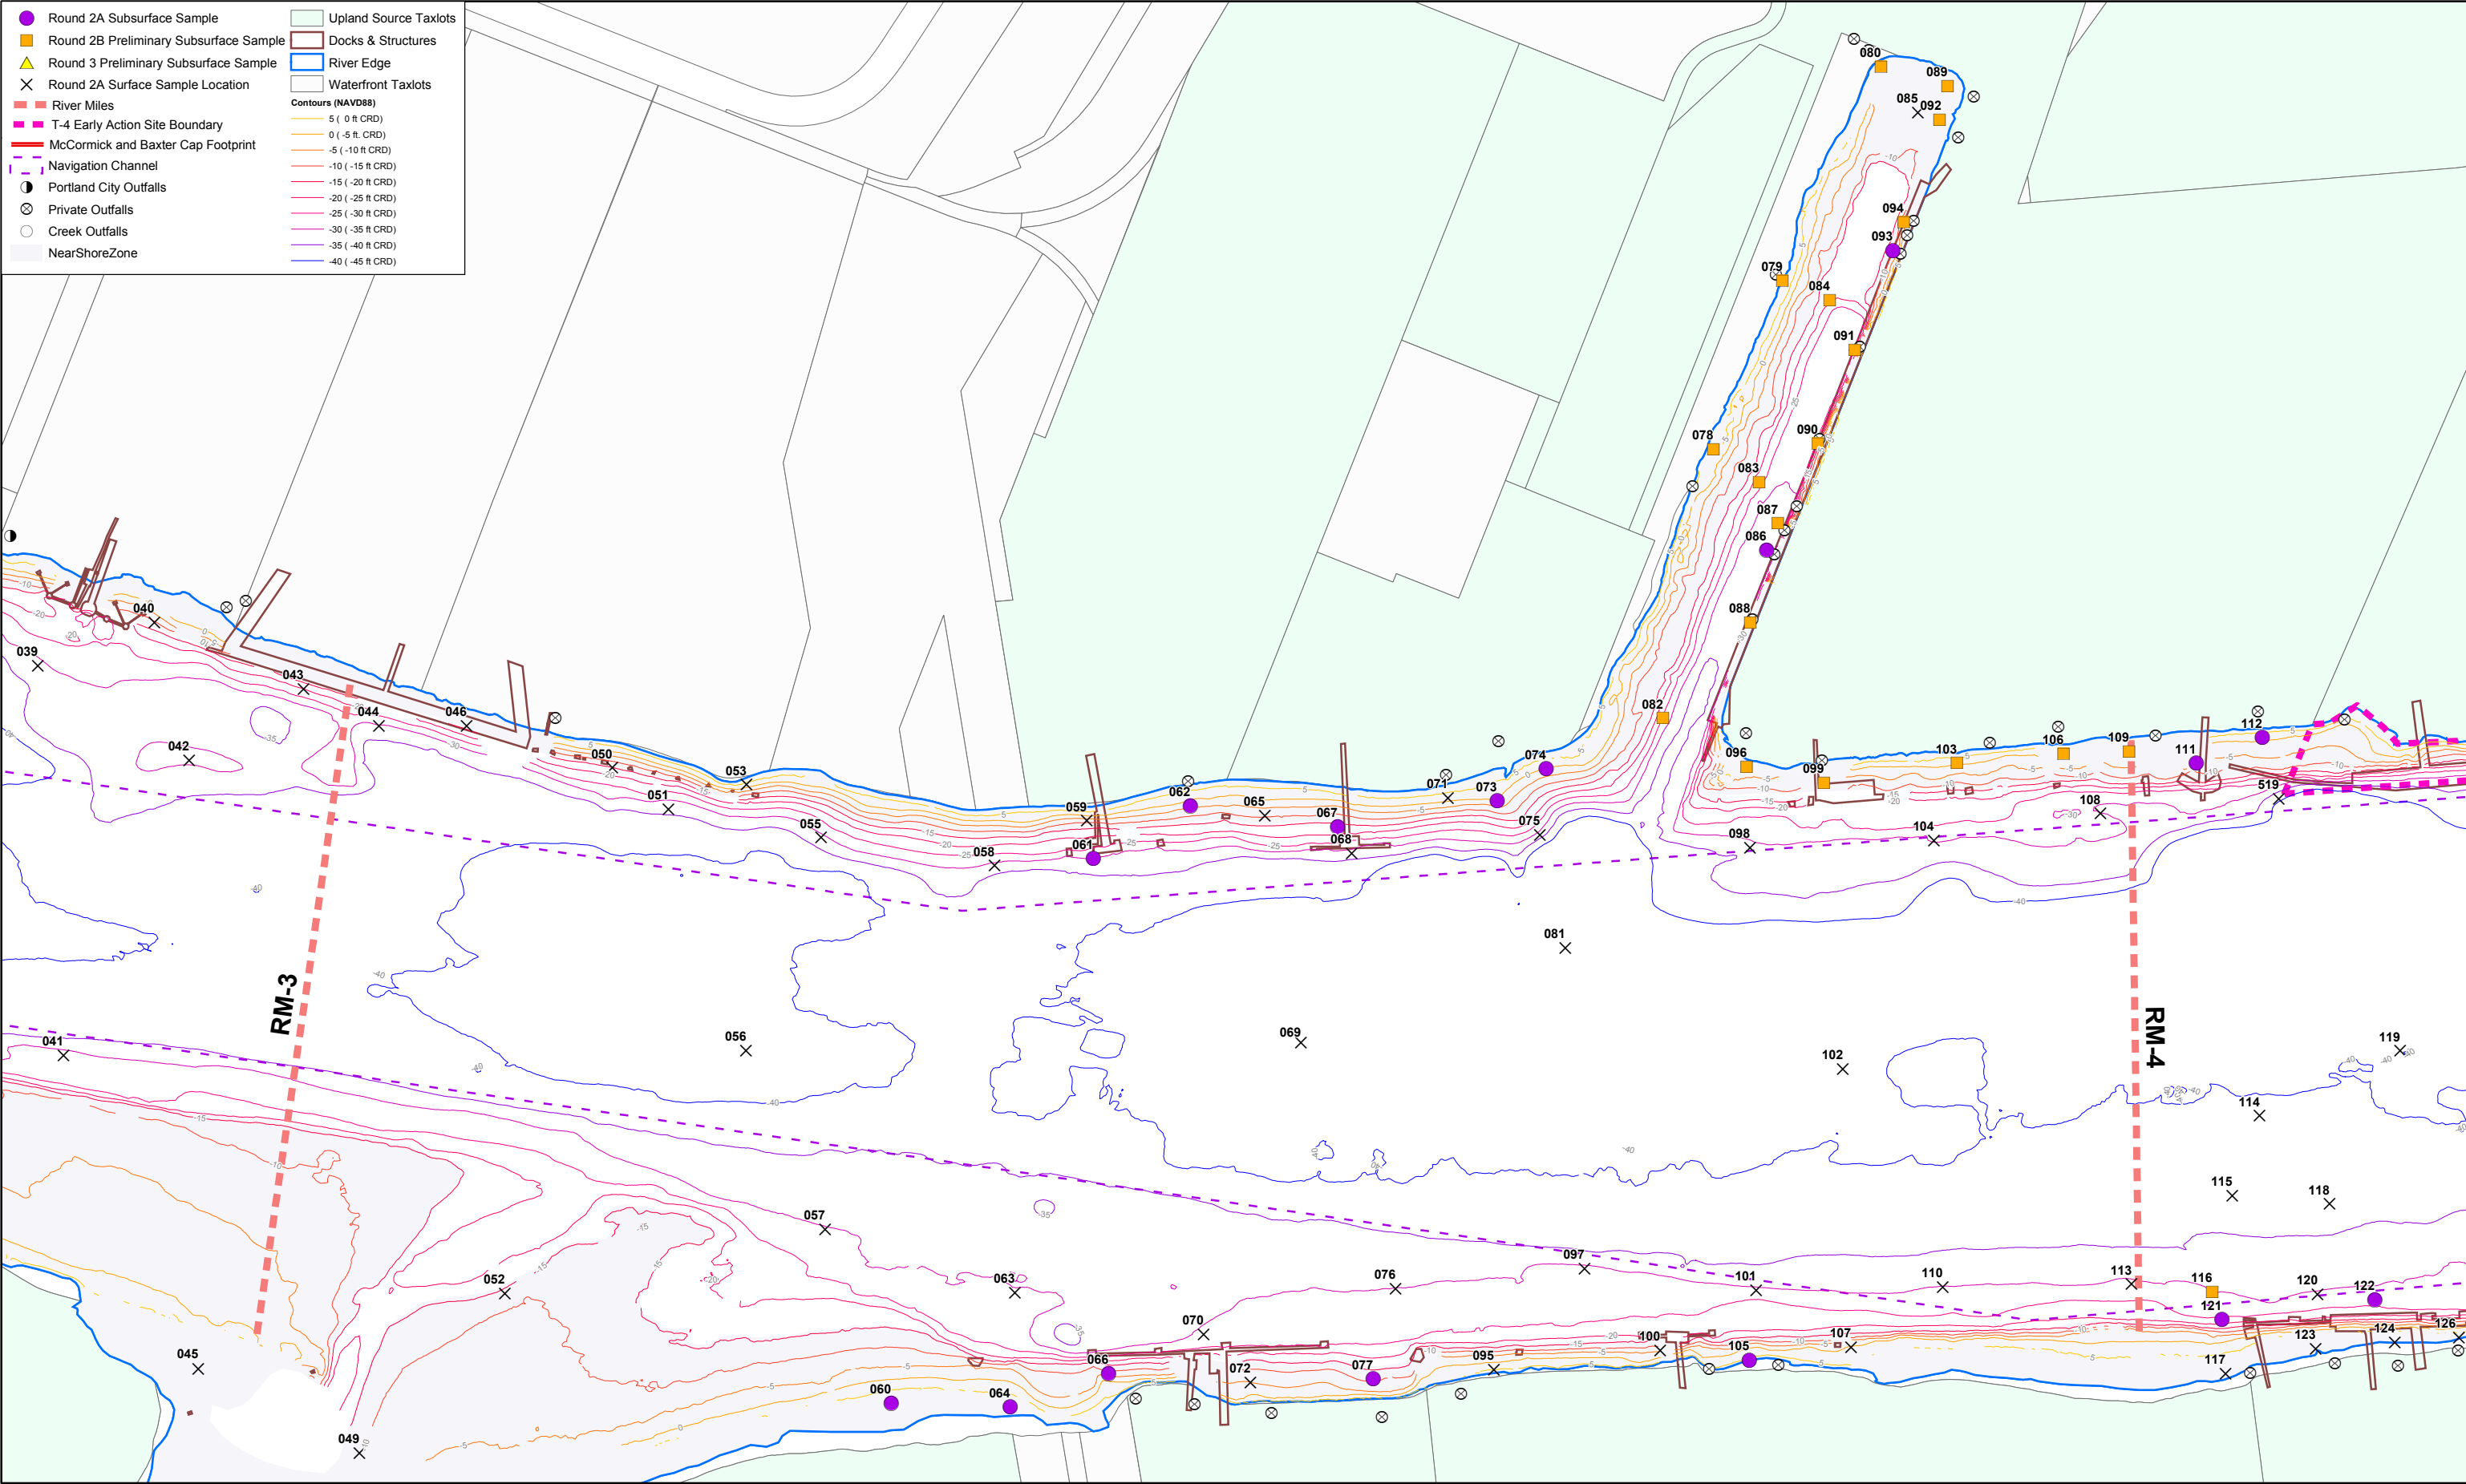 Round 2A Subsurface Sample
Round 2B Preliminary Subsurface Sample
Round 3 Preliminary Subsurface Sample
Round 2A Surface Sample Location
River Miles
T-4 Early Action Site Boundary
McCormick and Baxter Cap Footprint
Navigation Channel
Portland City Outfalls
Private Outfalls
Creek Outfalls
NearShoreZone
Upland Source Taxlots
Docks & Structures
River Edge
Waterfront Taxlots
Contours (NAVD88)
5 ( 0 ft CRD)
0 ( -5 ft. CRD)
-5 ( -10 ft CRD)
-10 ( -15 ft CRD)
-15 ( -20 ft CRD)
-20 ( -25 ft CRD)
-25 ( -30 ft CRD)
-30 ( -35 ft CRD)
-35 ( -40 ft CRD)
-40 ( -45 ft CRD)
080
089
085
092
094
093
079
084
091
078
090
083
087
086
088
082
040
039
043
044
046
042
050
053
051
055
058
059
061
062
065
067
068
071
073
074
075
096
099
098
103
104
106
108
109
111
112
519
081
RM-3
RM-4
041
056
069
102
119
114
115
118
057
052
063
076
097
101
110
113
116
120
122
121
070
066
072
077
095
100
105
107
117
123
124
126
045
049
060
064